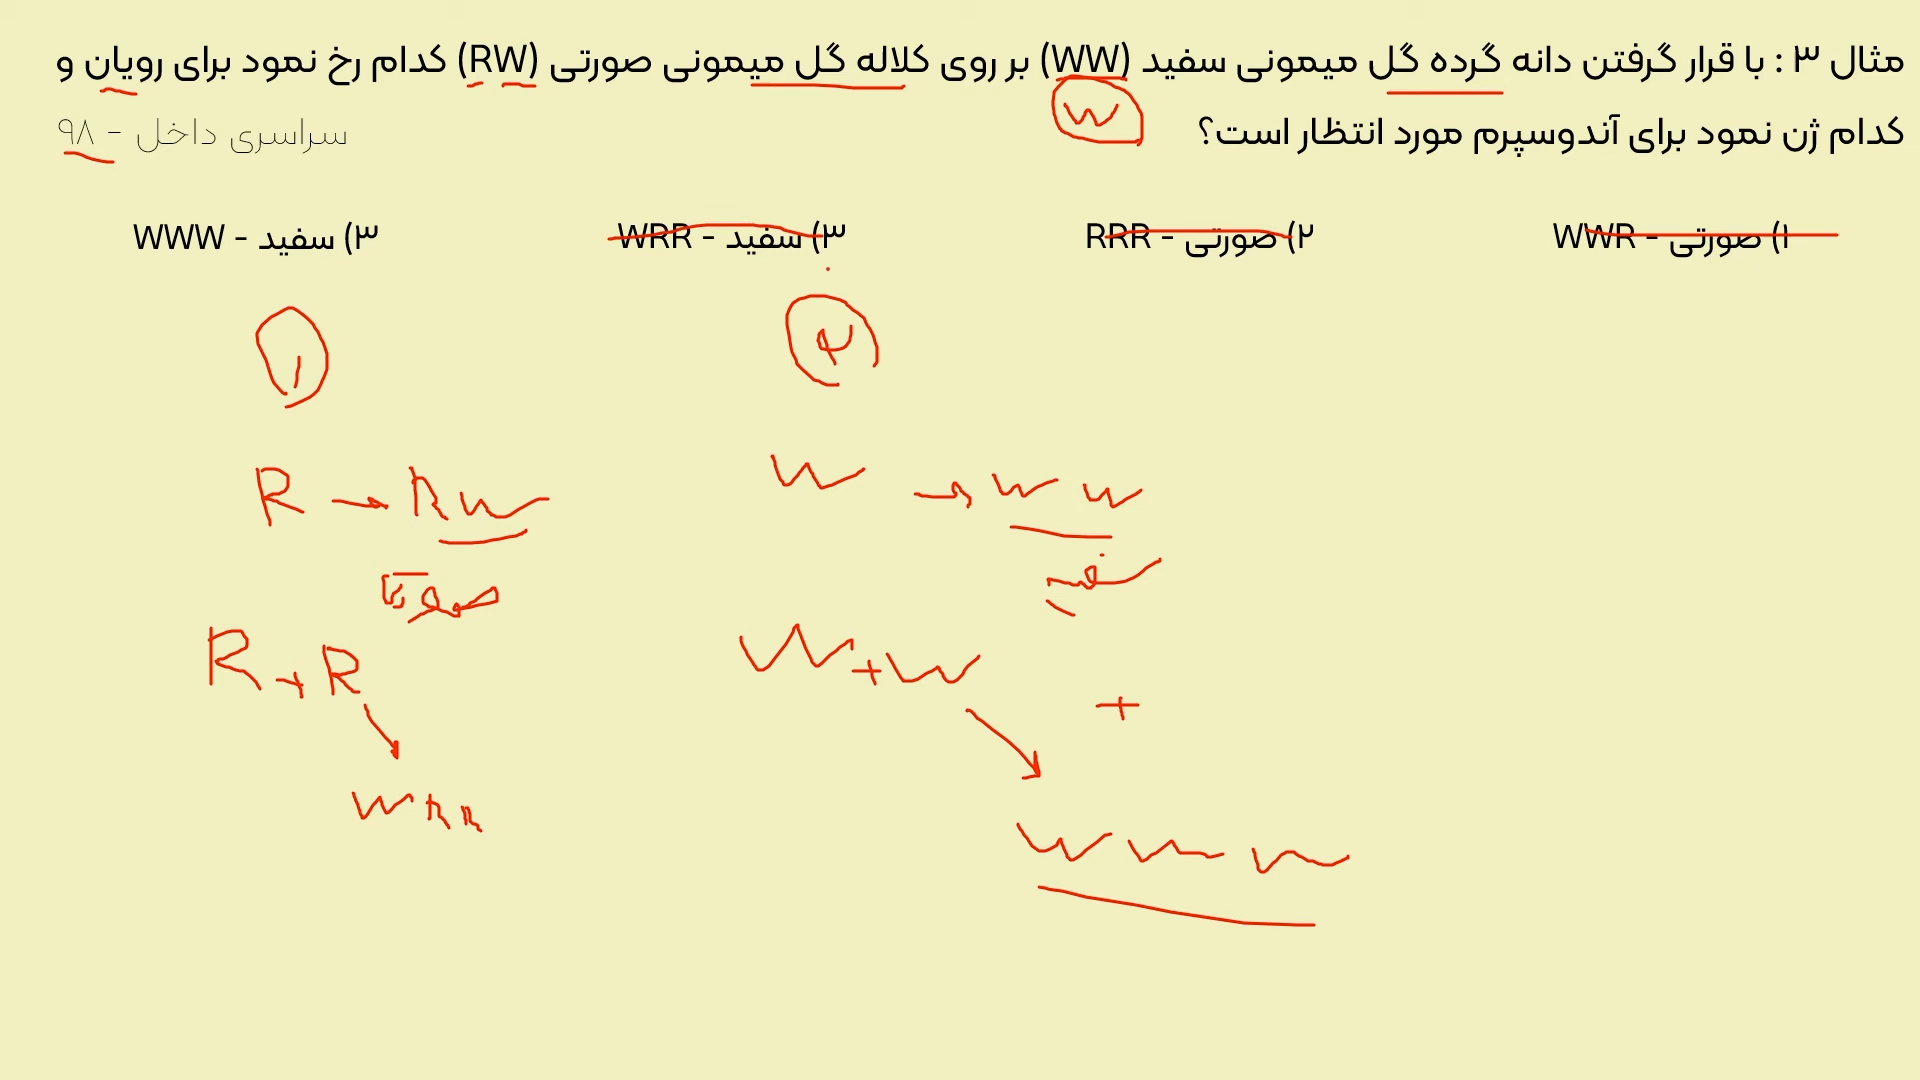 مثال ۳ : با قرار گرفتن دانه گرده گل میمونی سفید (WW) بر روی کلاله گل میمونی صورتی (RW) کدام رخ نمود برای رویان و
کدام ژن نمود برای آندوسپرم مورد انتظار است؟ سراسری داخل - ۹۸
W
۱) صورتی - WWR ۲) صورتی - RRR ۳) سفید - WRR ۳) سفید - WWW
R → RW
W → WW
صورتی
سفید
R + R
W + W
+
WRR
WWW